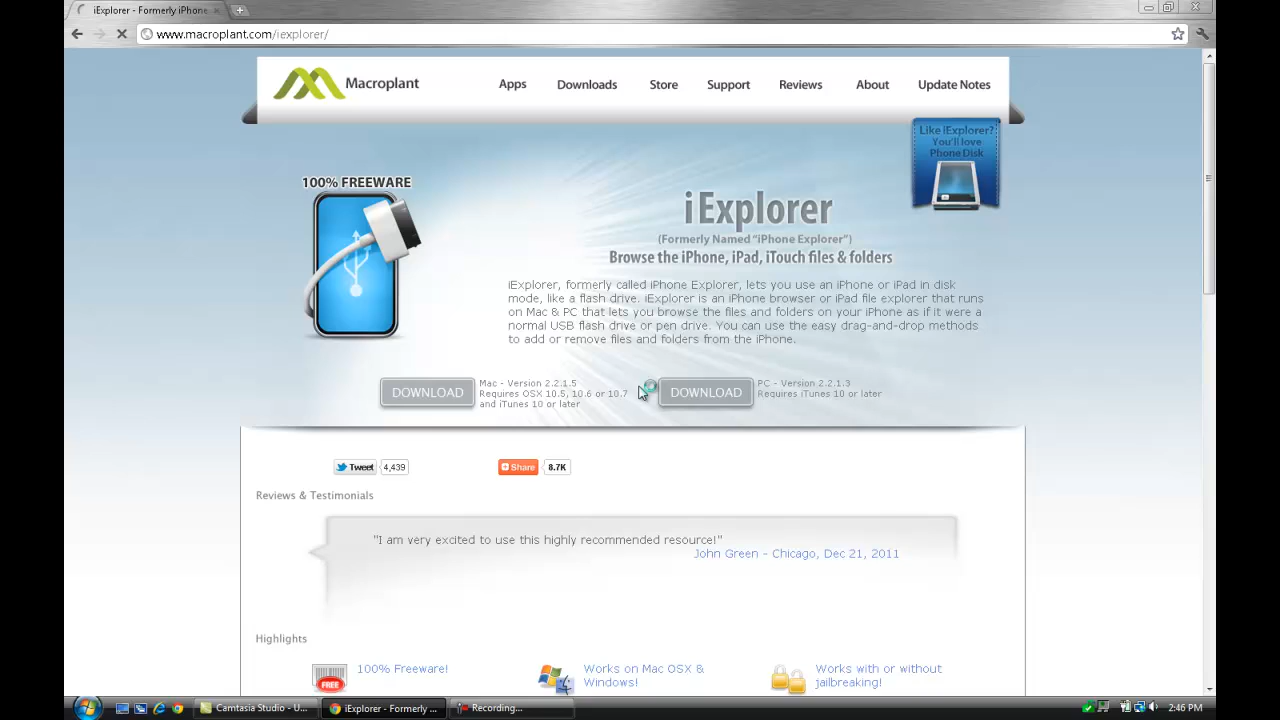 iExplorer - Formerly iPhone
www.macroplant.com/iexplorer/
Macroplant
Apps
Downloads
Store
Support
Reviews
About
Update Notes
Like iExplorer?
You'll love
Phone Disk
100% FREEWARE
iExplorer
(Formerly Named "iPhone Explorer")
Browse the iPhone, iPad, iTouch files & folders
iExplorer, formerly called iPhone Explorer, lets you use an iPhone or iPad in disk
mode, like a flash drive. iExplorer is an iPhone browser or iPad file explorer that runs
on Mac & PC that lets you browse the files and folders on your iPhone as if it were a
normal USB flash drive or pen drive. You can use the easy drag-and-drop methods
to add or remove files and folders from the iPhone.
DOWNLOAD
Mac - Version 2.2.1.5
Requires OSX 10.5, 10.6 or 10.7
and iTunes 10 or later
DOWNLOAD
PC - Version 2.2.1.3
Requires iTunes 10 or later
Tweet
4,439
Share
8.7K
Reviews & Testimonials
"I am very excited to use this highly recommended resource!"
John Green - Chicago, Dec 21, 2011
Highlights
FREE
100% Freeware!
Works on Mac OSX &
Windows!
Works with or without
jailbreaking!
Camtasia Studio - U...
iExplorer - Formerly ...
Recording...
2:46 PM